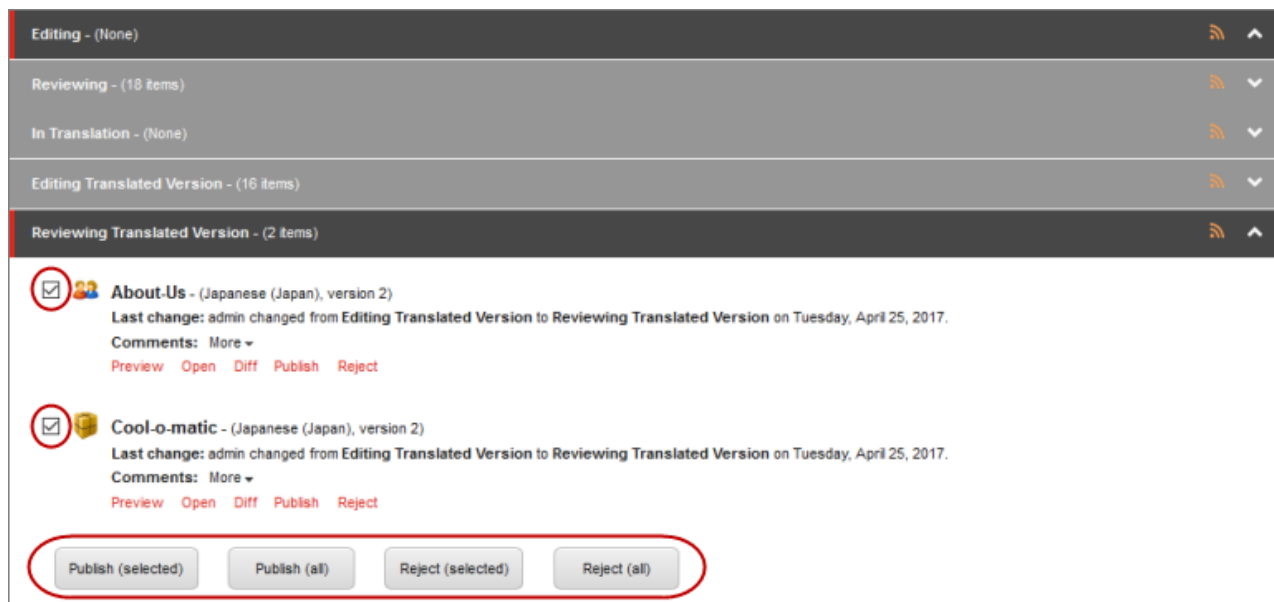 Editing - (None)
Reviewing - (18 items)
In Translation - (None)
Editing Translated Version - (16 items)
Reviewing Translated Version - (2 items)
About-Us - (Japanese (Japan), version 2)
Last change: admin changed from Editing Translated Version to Reviewing Translated Version on Tuesday, April 25, 2017.
Comments: More
Preview Open Diff Publish Reject
Cool-o-matic - (Japanese (Japan), version 2)
Last change: admin changed from Editing Translated Version to Reviewing Translated Version on Tuesday, April 25, 2017.
Comments: More
Preview Open Diff Publish Reject
Publish (selected) Publish (all) Reject (selected) Reject (all)